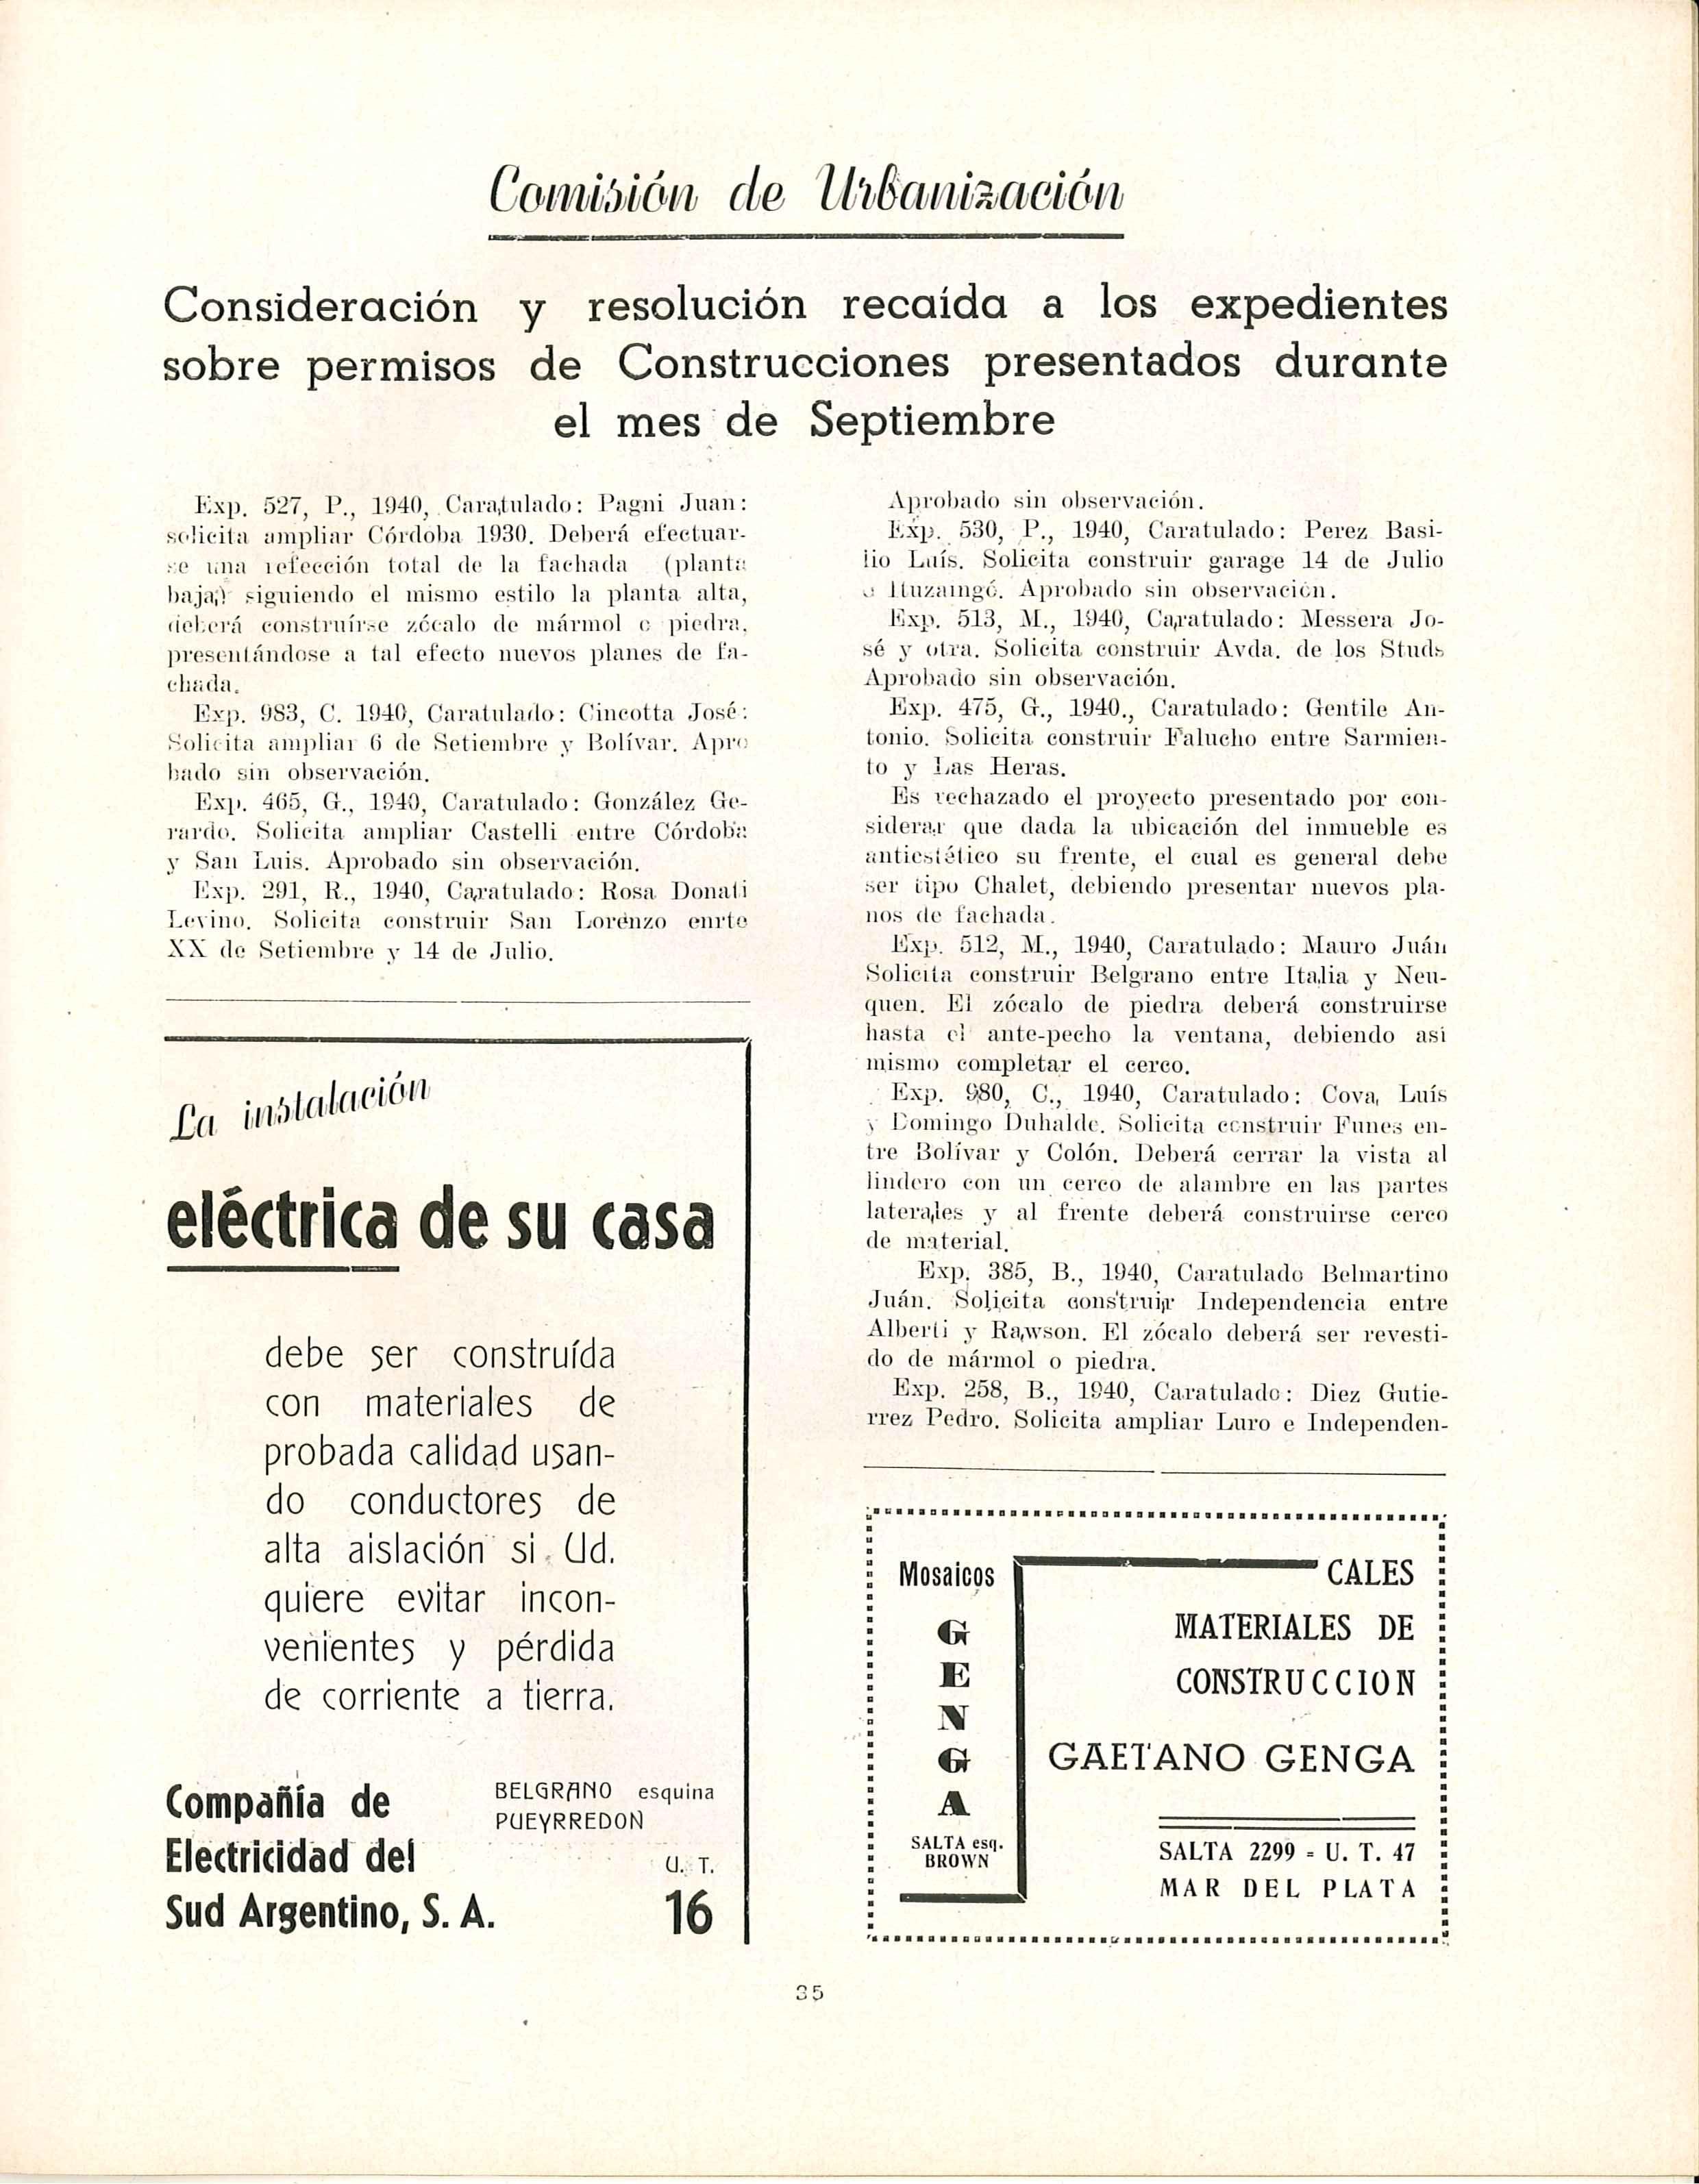 Comisión de Urbanización
Consideración y resolución recaída a los expedientes
sobre permisos de Construcciones presentados durante
el mes de Septiembre
Exp. 527, P., 1940, Caratulado: Pagni Juan:
solicita ampliar Córdoba 1930. Deberá efectuar-
se una refección total de la fachada (planta
baja) siguiendo el mismo estilo la planta alta,
deberá construírse zócalo de mármol o piedra,
presentándose a tal efecto nuevos planes de fa-
chada.
Exp. 983, C. 1940, Caratulado: Cincotta José:
Solicita ampliar 6 de Setiembre y Bolívar. Apro
bado sin observación.
Exp. 465, G., 1940, Caratulado: González Ge-
rardo. Solicita ampliar Castelli entre Córdoba
y San Luis. Aprobado sin observación.
Exp. 291, R., 1940, Caratulado: Rosa Donati
Levino. Solicita construir San Lorenzo enrte
XX de Setiembre y 14 de Julio.
La instalación
eléctrica de su casa
debe ser construída
con materiales de
probada calidad usan-
do conductores de
alta aislación si Ud.
quiere evitar incon-
venientes y pérdida
de corriente a tierra.
Compañía de
Electricidad del
Sud Argentino, S. A.
BELGRANO esquina
PUEYRREDON
U. T.
16
Aprobado sin observación.
Exp. 530, P., 1940, Caratulado: Perez Basi-
lio Luís. Solicita construir garage 14 de Julio
e Ituzaingó. Aprobado sin observación.
Exp. 513, M., 1940, Caratulado: Messera Jo-
sé y otra. Solicita construir Avda. de los Studs
Aprobado sin observación.
Exp. 475, G., 1940., Caratulado: Gentile An-
tonio. Solicita construir Falucho entre Sarmien-
to y Las Heras.
Es rechazado el proyecto presentado por con-
siderar que dada la ubicación del inmueble es
antiestético su frente, el cual es general debe
ser tipo Chalet, debiendo presentar nuevos pla-
nos de fachada.
Exp. 512, M., 1940, Caratulado: Mauro Juán
Solicita construir Belgrano entre Italia y Neu-
quen. El zócalo de piedra deberá construirse
hasta el ante-pecho la ventana, debiendo asi
mismo completar el cerco.
Exp. 980, C., 1940, Caratulado: Cova, Luís
y Domingo Duhalde. Solicita construir Funes en-
tre Bolívar y Colón. Deberá cerrar la vista al
lindero con un cerco de alambre en las partes
laterales y al frente deberá construirse cerco
de material.
Exp. 385, B., 1940, Caratulado Belmartino
Juán. Solicita construir Independencia entre
Alberti y Rawson. El zócalo deberá ser revesti-
do de mármol o piedra.
Exp. 258, B., 1940, Caratulado: Diez Gutie-
rrez Pedro. Solicita ampliar Luro e Independen-
Mosaicos
GENGA
SALTA esq.
BROWN
CALES
MATERIALES DE
CONSTRUCCION
GAETANO GENGA
SALTA 2299 = U. T. 47
MAR DEL PLATA
35